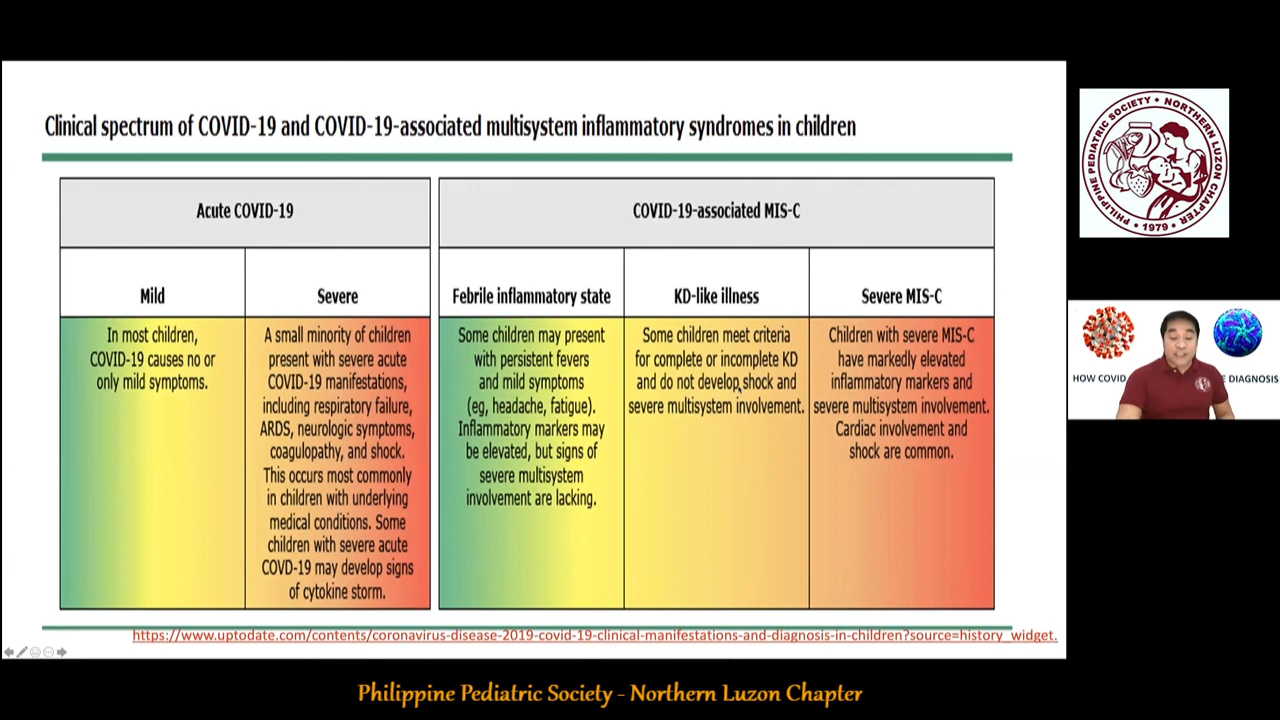 Clinical spectrum of COVID-19 and COVID-19-associated multisystem inflammatory syndromes in children
Acute COVID-19
Mild
In most children,
COVID-19 causes no or
only mild symptoms.
Severe
A small minority of children
present with severe acute
COVID-19 manifestations,
including respiratory failure,
ARDS, neurologic symptoms,
coagulopathy, and shock.
This occurs most commonly
in children with underlying
medical conditions. Some
children with severe acute
COVD-19 may develop signs
of cytokine storm.
COVID-19-associated MIS-C
Febrile inflammatory state
Some children may present
with persistent fevers
and mild symptoms
(eg, headache, fatigue).
Inflammatory markers may
be elevated, but signs of
severe multisystem
involvement are lacking.
KD-like illness
Some children meet criteria
for complete or incomplete KD
and do not develop shock and
severe multisystem involvement.
Severe MIS-C
Children with severe MIS-C
have markedly elevated
inflammatory markers and
severe multisystem involvement.
Cardiac involvement and
shock are common.
https://www.uptodate.com/contents/coronavirus-disease-2019-covid-19-clinical-manifestations-and-diagnosis-in-children?source=history_widget.
PHILIPPINE PEDIATRIC SOCIETY • NORTHERN LUZON CHAPTER
• 1979 •
HOW COVID
E DIAGNOSIS
Philippine Pediatric Society - Northern Luzon Chapter